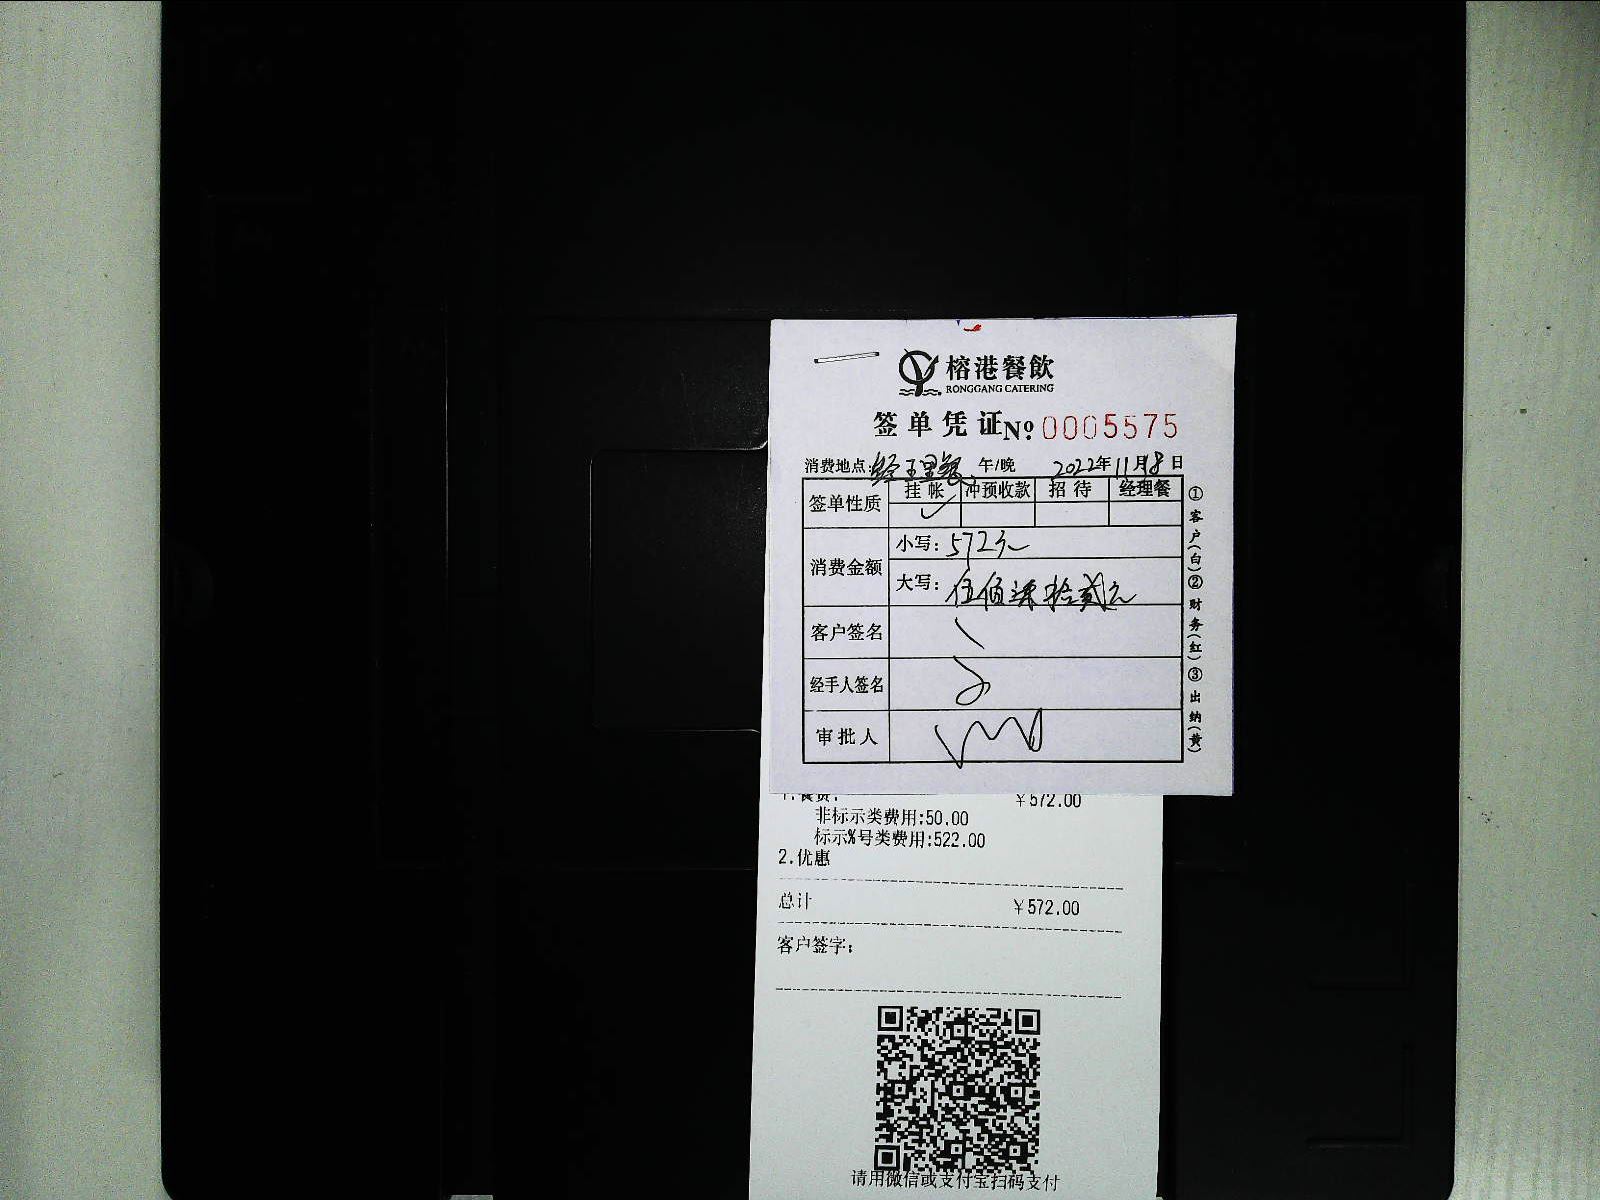 榕港餐飲
RONGGANG CATERING
签单凭证 №0005575
消费地点: 经理餐 午/晚 2022年11月18日
签单性质 挂帐 冲预收款 招待 经理餐
✓
消费金额 小写: 572元
大写: 伍佰柒拾贰元
客户签名
经手人签名
审批人
①客户(白)②财务(红)③出纳(黄)
1.餐费: ￥572.00
非标示类费用:50.00
标示%号类费用:522.00
2.优惠
总计 ￥572.00
客户签字:
请用微信或支付宝扫码支付